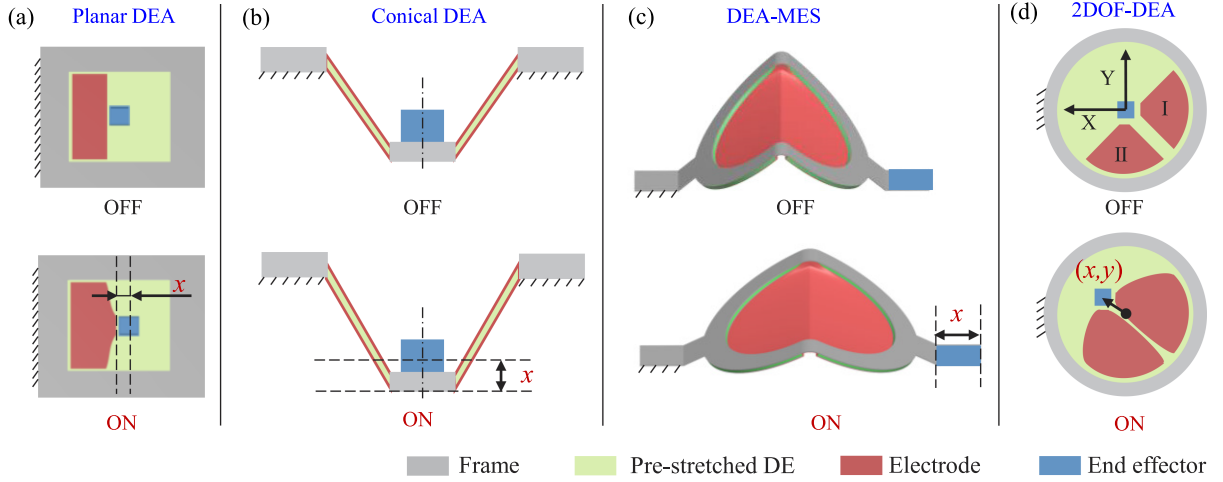 (a) Planar DEA
OFF
x
ON
(b) Conical DEA
OFF
x
ON
(c) DEA-MES
OFF
x
ON
(d) 2DOF-DEA
Y
X
I
II
OFF
(x,y)
ON
Frame Pre-stretched DE Electrode End effector